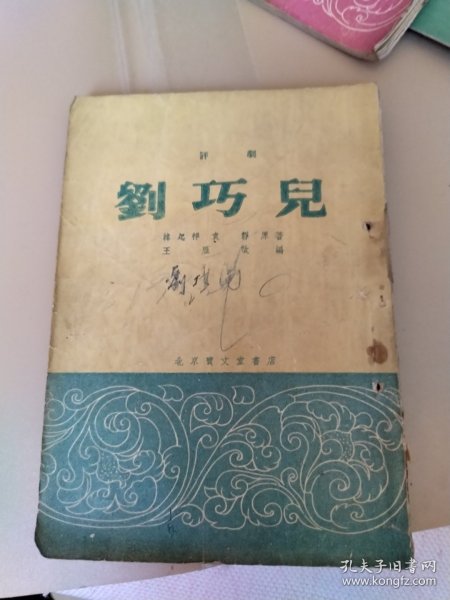 評劇
劉巧兒
韓起祥 袁靜原著
王雁改編
北京寶文堂書店
孔夫子旧书网
www.kongfz.com